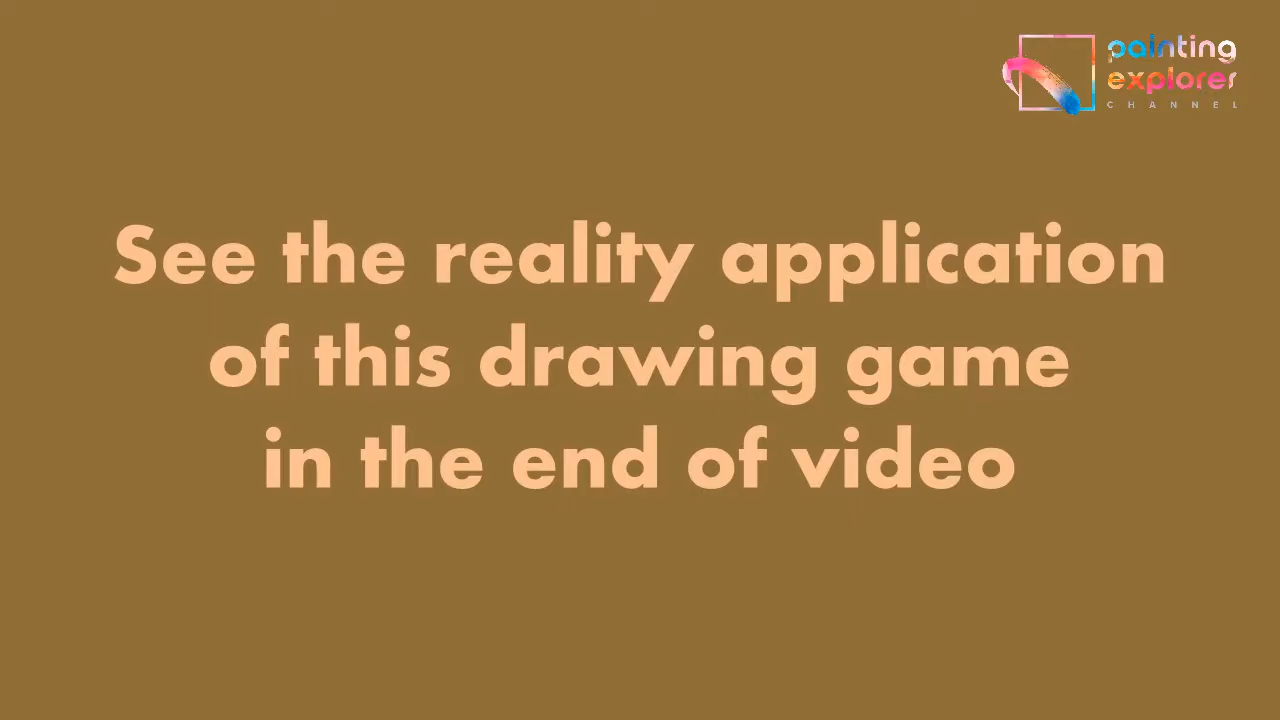 painting
explorer
CHANNEL
See the reality application
of this drawing game
in the end of video